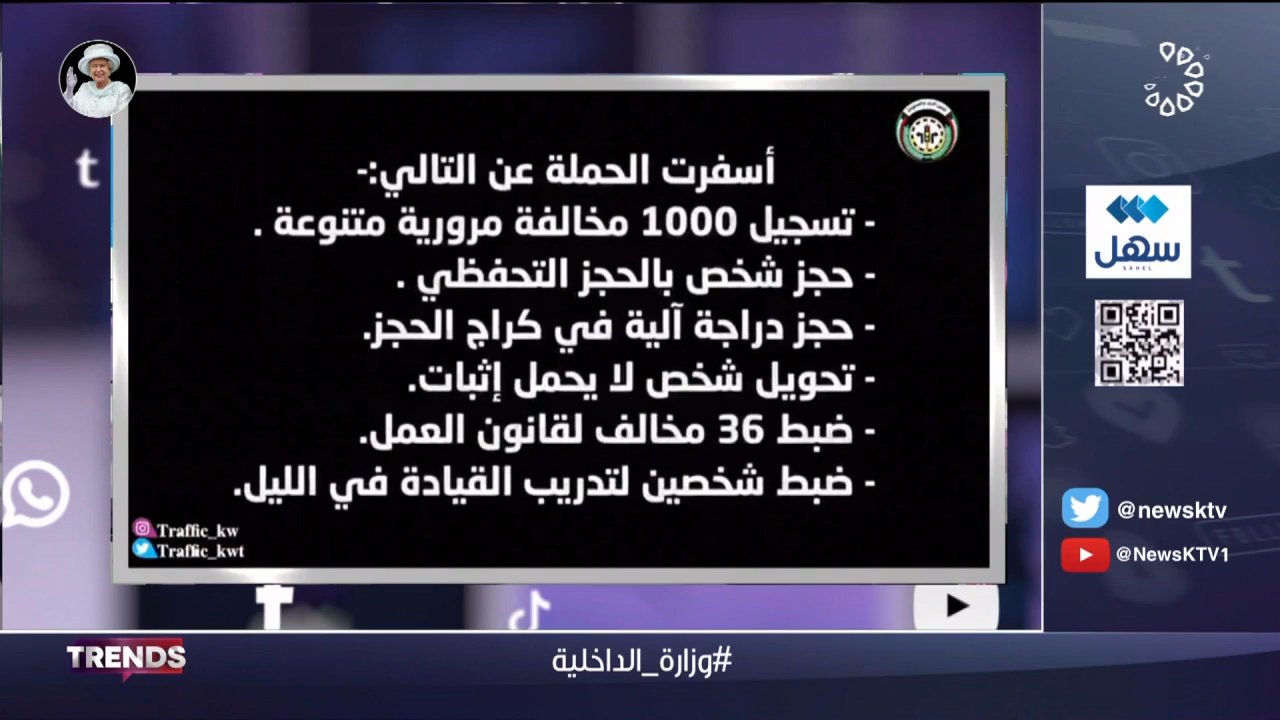 أسفرت الحملة عن التالي:-
- تسجيل 1000 مخالفة مرورية متنوعة .
- حجز شخص بالحجز التحفظي .
- حجز دراجة آلية في كراج الحجز.
- تحويل شخص لا يحمل إثبات.
- ضبط 36 مخالف لقانون العمل.
- ضبط شخصين لتدريب القيادة في الليل.
Traffic_kw
Traffic_kwt
سهل
SAHEL
@newsktv
@NewsKTV1
TRENDS
#وزارة_الداخلية